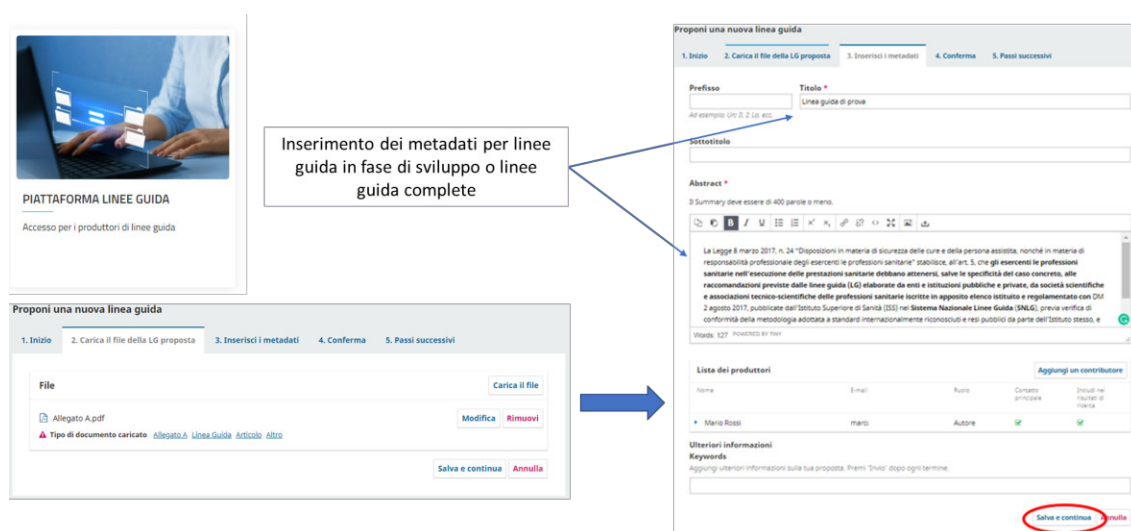 PIATTAFORMA LINEE GUIDA
Accesso per i produttori di linee guida
Inserimento dei metadati per linee
guida in fase di sviluppo o linee
guida complete
Proponi una nuova linea guida
1. Inizio 2. Carica il file della LG proposta 3. Inserisci i metadati 4. Conferma 5. Passi successivi
File Carica il file
Allegato A.pdf Modifica Rimuovi
Tipo di documento caricato Allegato A Linea Guida Articolo Altro
Salva e continua Annulla
Proponi una nuova linea guida
1. Inizio 2. Carica il file della LG proposta 3. Inserisci i metadati 4. Conferma 5. Passi successivi
Prefisso Titolo *
Linea guida di prova
Ad esempio: Un; Il, Lo, ecc.
Sottotitolo
Abstract *
Il Summary deve essere di 400 parole o meno.
B I U
La Legge 8 marzo 2017, n. 24 "Disposizioni in materia di sicurezza delle cure e della persona assistita, nonché in materia di
responsabilità professionale degli esercenti le professioni sanitarie" stabilisce, all'art. 5, che gli esercenti le professioni
sanitarie nell'esecuzione delle prestazioni sanitarie debbano attenersi, salve le specificità del caso concreto, alle
raccomandazioni previste dalle linee guida (LG) elaborate da enti e istituzioni pubbliche e private, da società scientifiche
e associazioni tecnico-scientifiche delle professioni sanitarie iscritte in apposito elenco istituito e regolamentato con DM
2 agosto 2017, pubblicate dall'Istituto Superiore di Sanità (ISS) nel Sistema Nazionale Linee Guida (SNLG), previa verifica di
conformità della metodologia adottata a standard internazionalmente riconosciuti e resi pubblici da parte dell'Istituto stesso, e
Words: 127 POWERED BY TINY
Lista dei produttori Aggiungi un contributore
Nome E-mail Ruolo Contatto principale Includi nei risultati di ricerca
Mario Rossi marco Autore
Ulteriori informazioni
Keywords
Aggiungi ulteriori informazioni sulla tua proposta. Premi 'Invio' dopo ogni termine.
Salva e continua Annulla